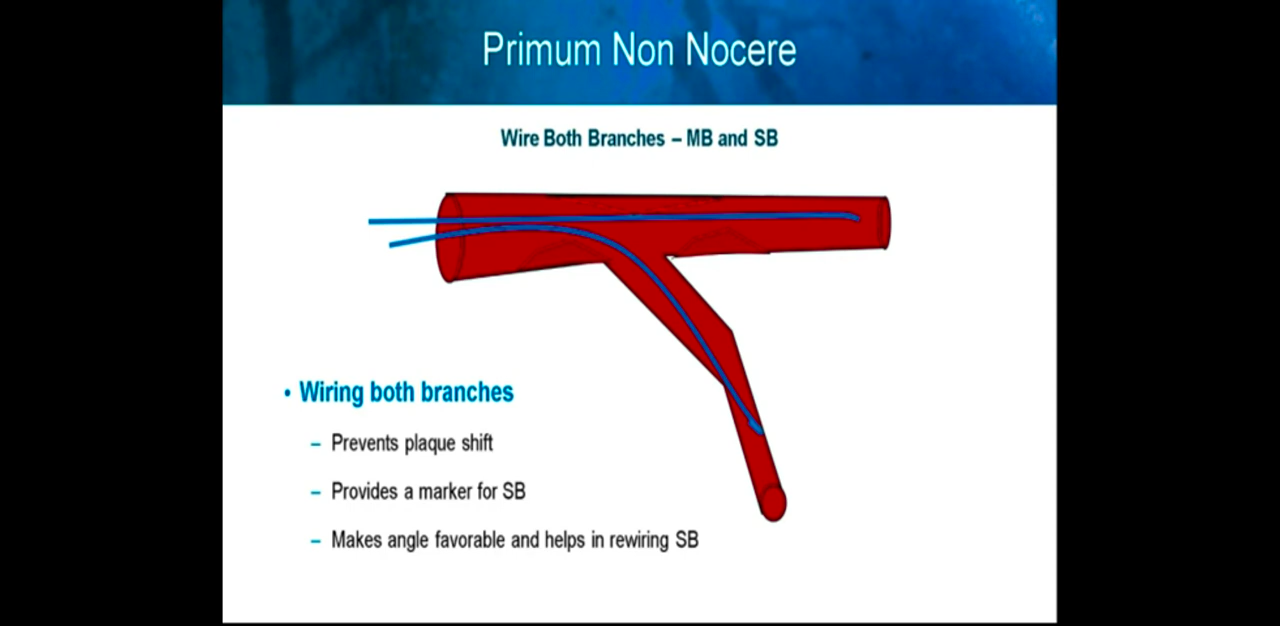 Primum Non Nocere
Wire Both Branches – MB and SB
• Wiring both branches
– Prevents plaque shift
– Provides a marker for SB
– Makes angle favorable and helps in rewiring SB